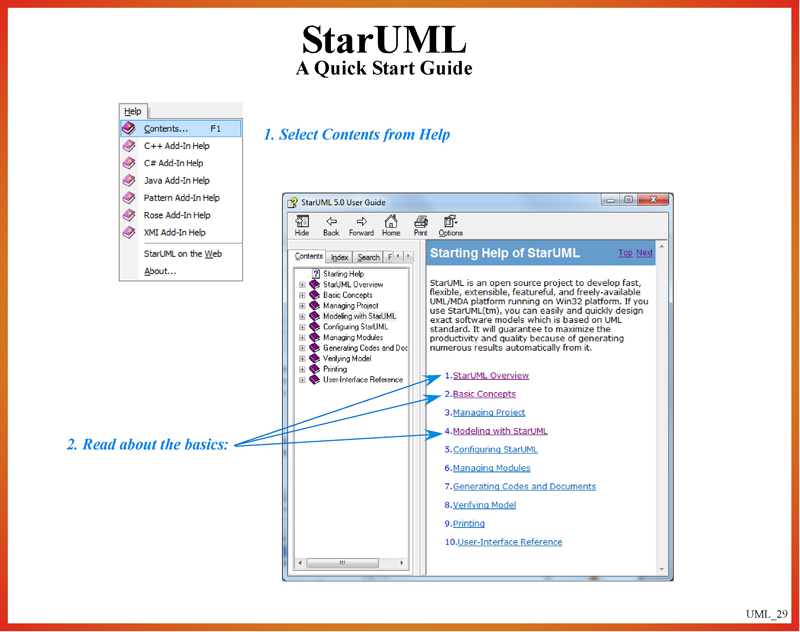 StarUML
A Quick Start Guide
Help
Contents... F1
C++ Add-In Help
C# Add-In Help
Java Add-In Help
Pattern Add-In Help
Rose Add-In Help
XMI Add-In Help
StarUML on the Web
About...
1. Select Contents from Help
StarUML 5.0 User Guide
Hide Back Forward Home Print Options
Contents Index Search F
Starting Help
StarUML Overview
Basic Concepts
Managing Project
Modeling with StarUML
Configuring StarUML
Managing Modules
Generating Codes and Doc
Verifying Model
Printing
User-Interface Reference
Starting Help of StarUML Top Next
StarUML is an open source project to develop fast,
flexible, extensible, featureful, and freely-available
UML/MDA platform running on Win32 platform. If you
use StarUML(tm), you can easily and quickly design
exact software models which is based on UML
standard. It will guarantee to maximize the
productivity and quality because of generating
numerous results automatically from it.
1.StarUML Overview
2.Basic Concepts
3.Managing Project
4.Modeling with StarUML
5.Configuring StarUML
6.Managing Modules
7.Generating Codes and Documents
8.Verifying Model
9.Printing
10.User-Interface Reference
2. Read about the basics:
UML_29